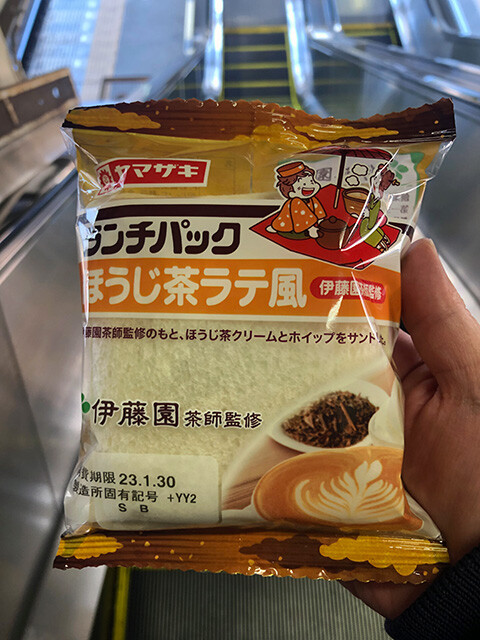 ヤマザキ
ランチパック
ほうじ茶ラテ風
伊藤園茶師監修
藤園茶師監修のもと、ほうじ茶クリームとホイップをサンド
伊藤園 茶師監修
費期限 23.1.30
製造所固有記号 +YY2
S B